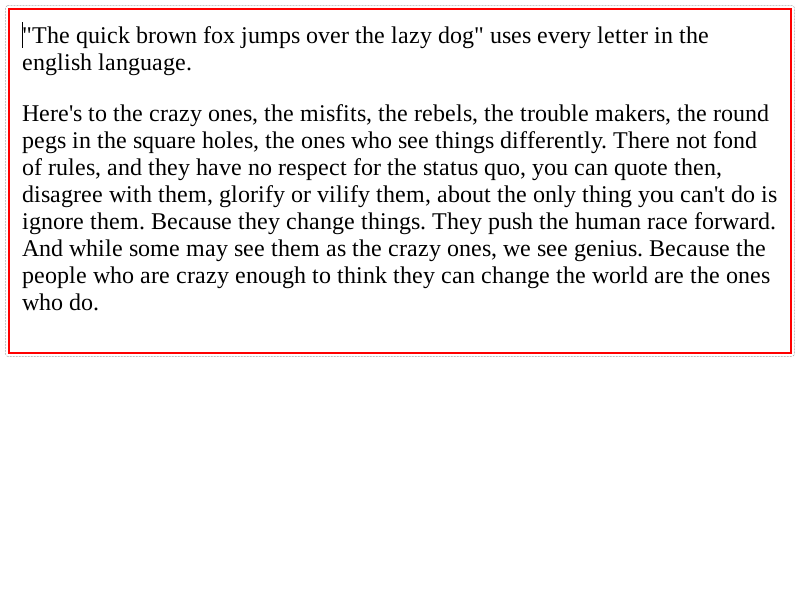 "The quick brown fox jumps over the lazy dog" uses every letter in the
english language.
Here's to the crazy ones, the misfits, the rebels, the trouble makers, the round
pegs in the square holes, the ones who see things differently. There not fond
of rules, and they have no respect for the status quo, you can quote then,
disagree with them, glorify or vilify them, about the only thing you can't do is
ignore them. Because they change things. They push the human race forward.
And while some may see them as the crazy ones, we see genius. Because the
people who are crazy enough to think they can change the world are the ones
who do.